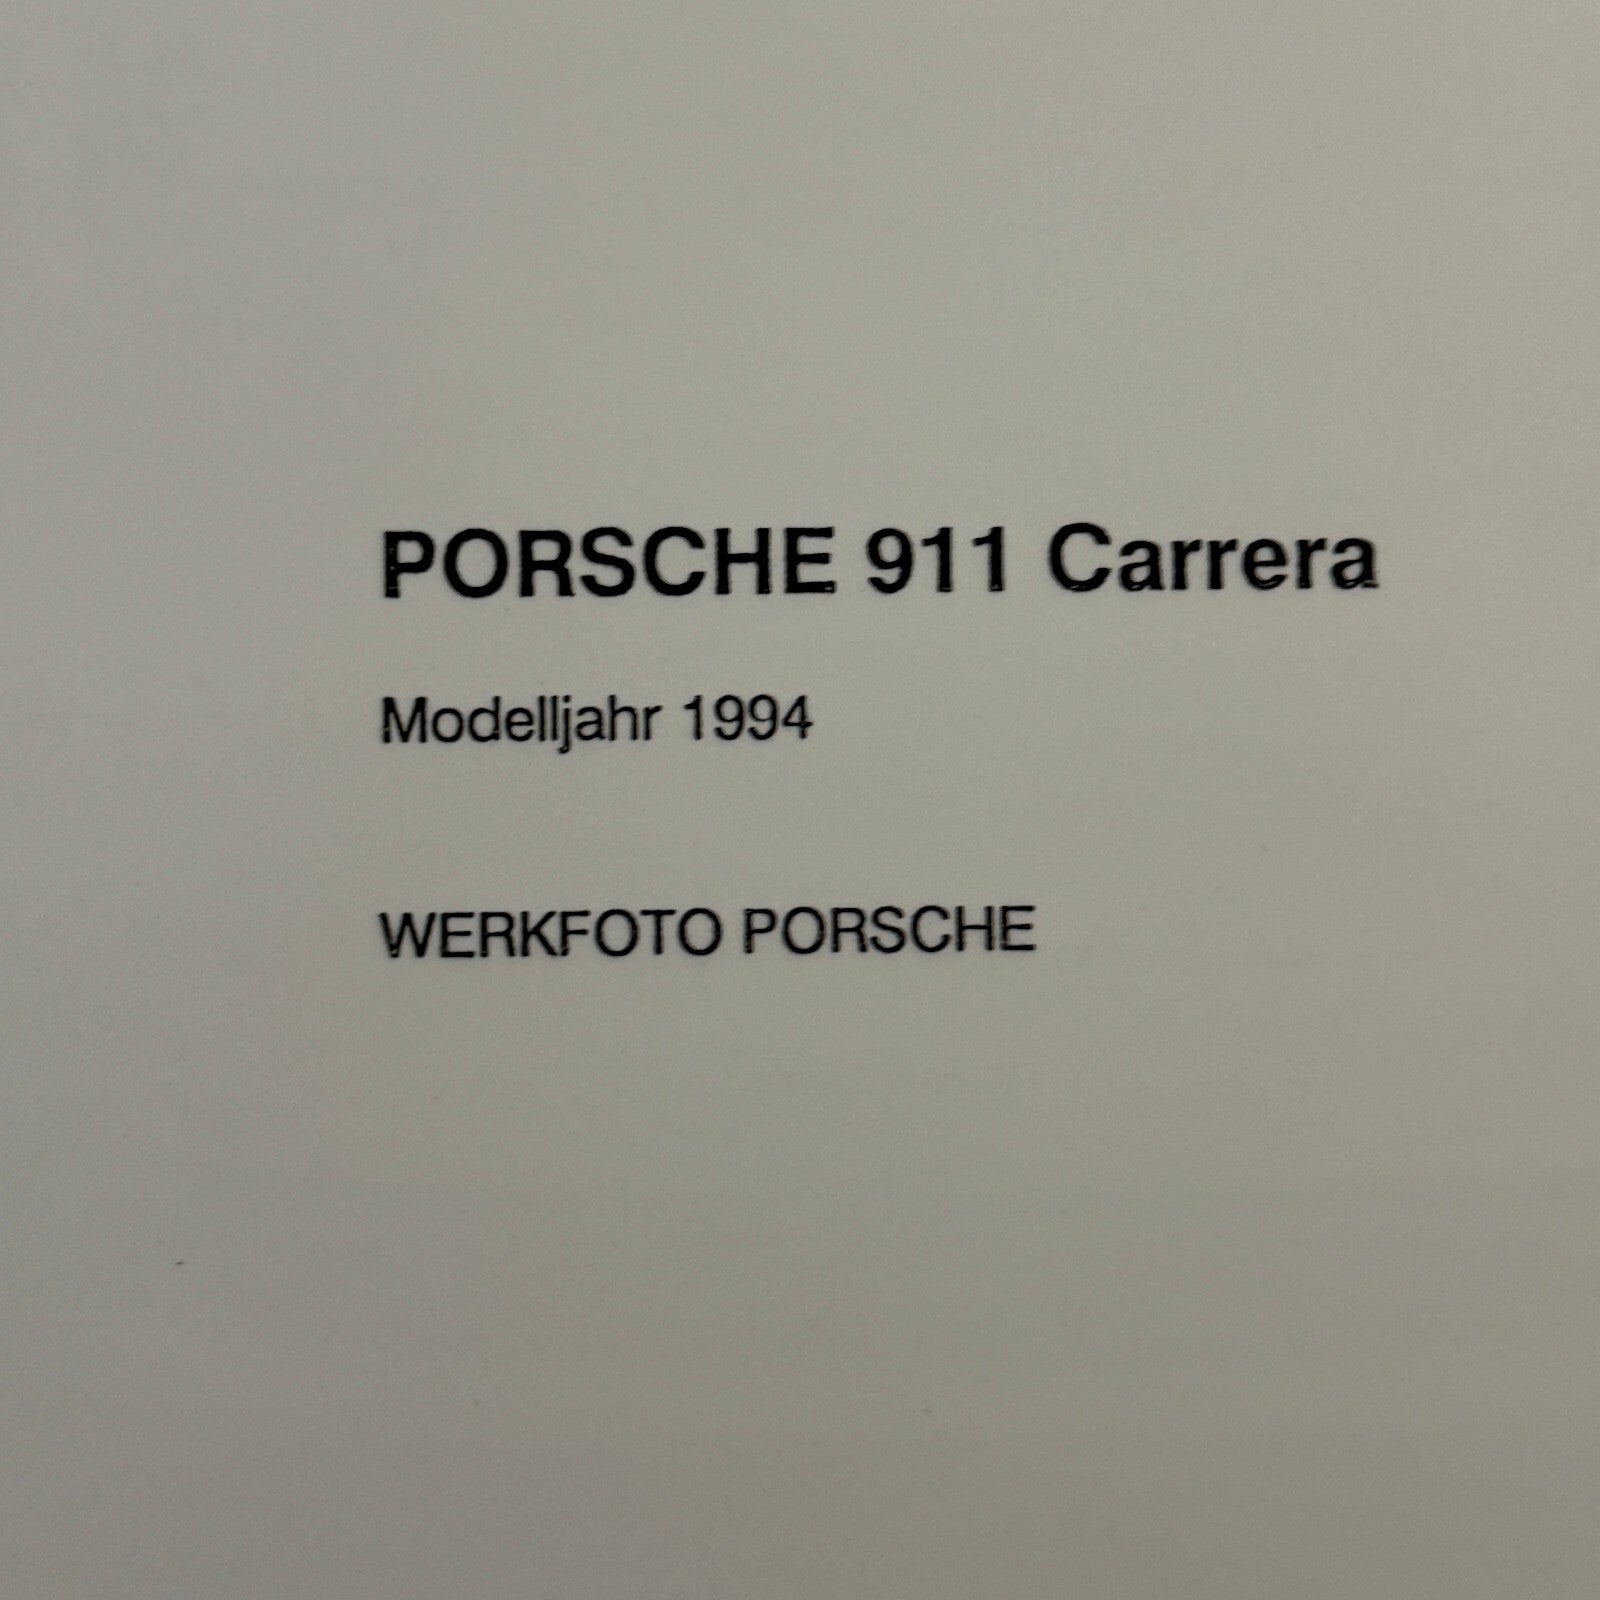 PORSCHE 911 Carrera
Modelljahr 1994
WERKFOTO PORSCHE